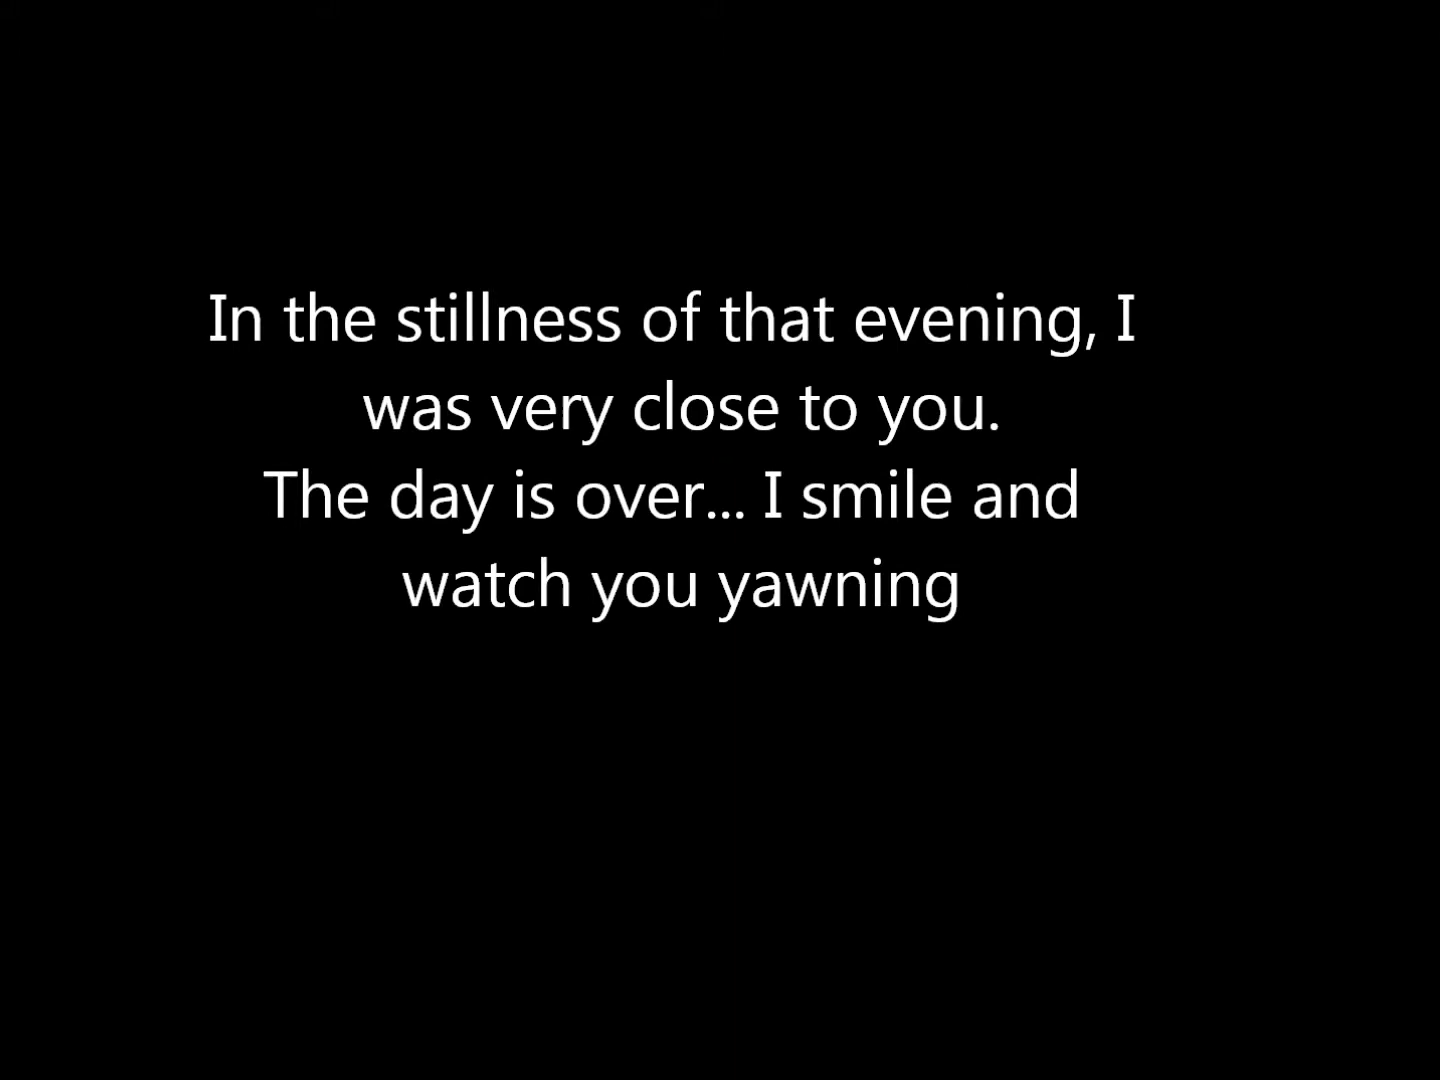 In the stillness of that evening, I
was very close to you.
The day is over... I smile and
watch you yawning